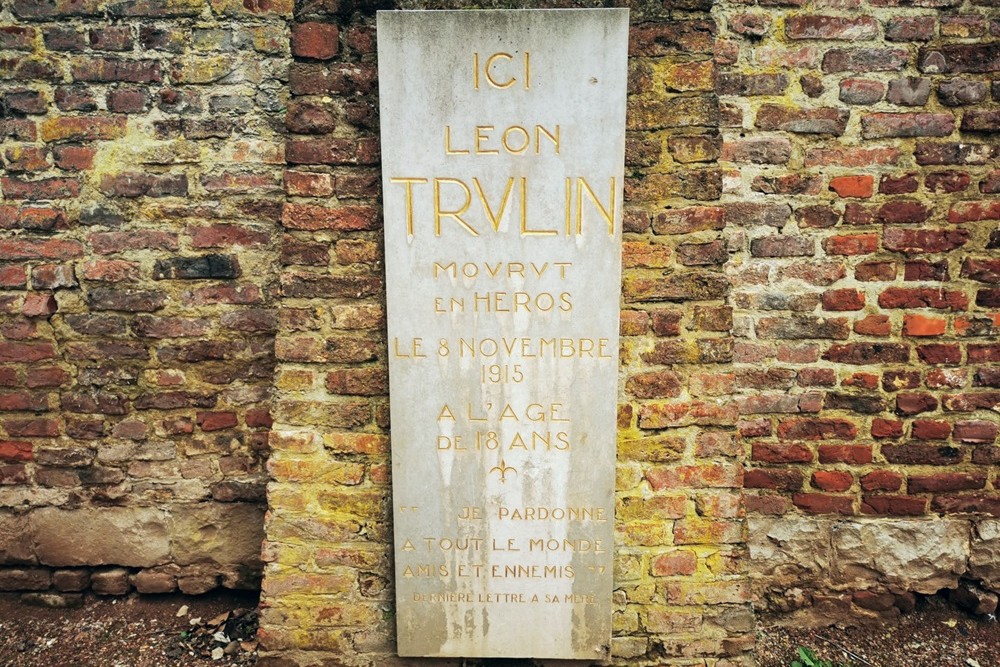 ICI
LEON
TRVLIN
MOVRVT
EN HEROS
LE 8 NOVEMBRE
1915
A L'AGE
DE 18 ANS
" JE PARDONNE
A TOUT LE MONDE
AMIS ET ENNEMIS "
DERNIÈRE LETTRE A SA MÈRE